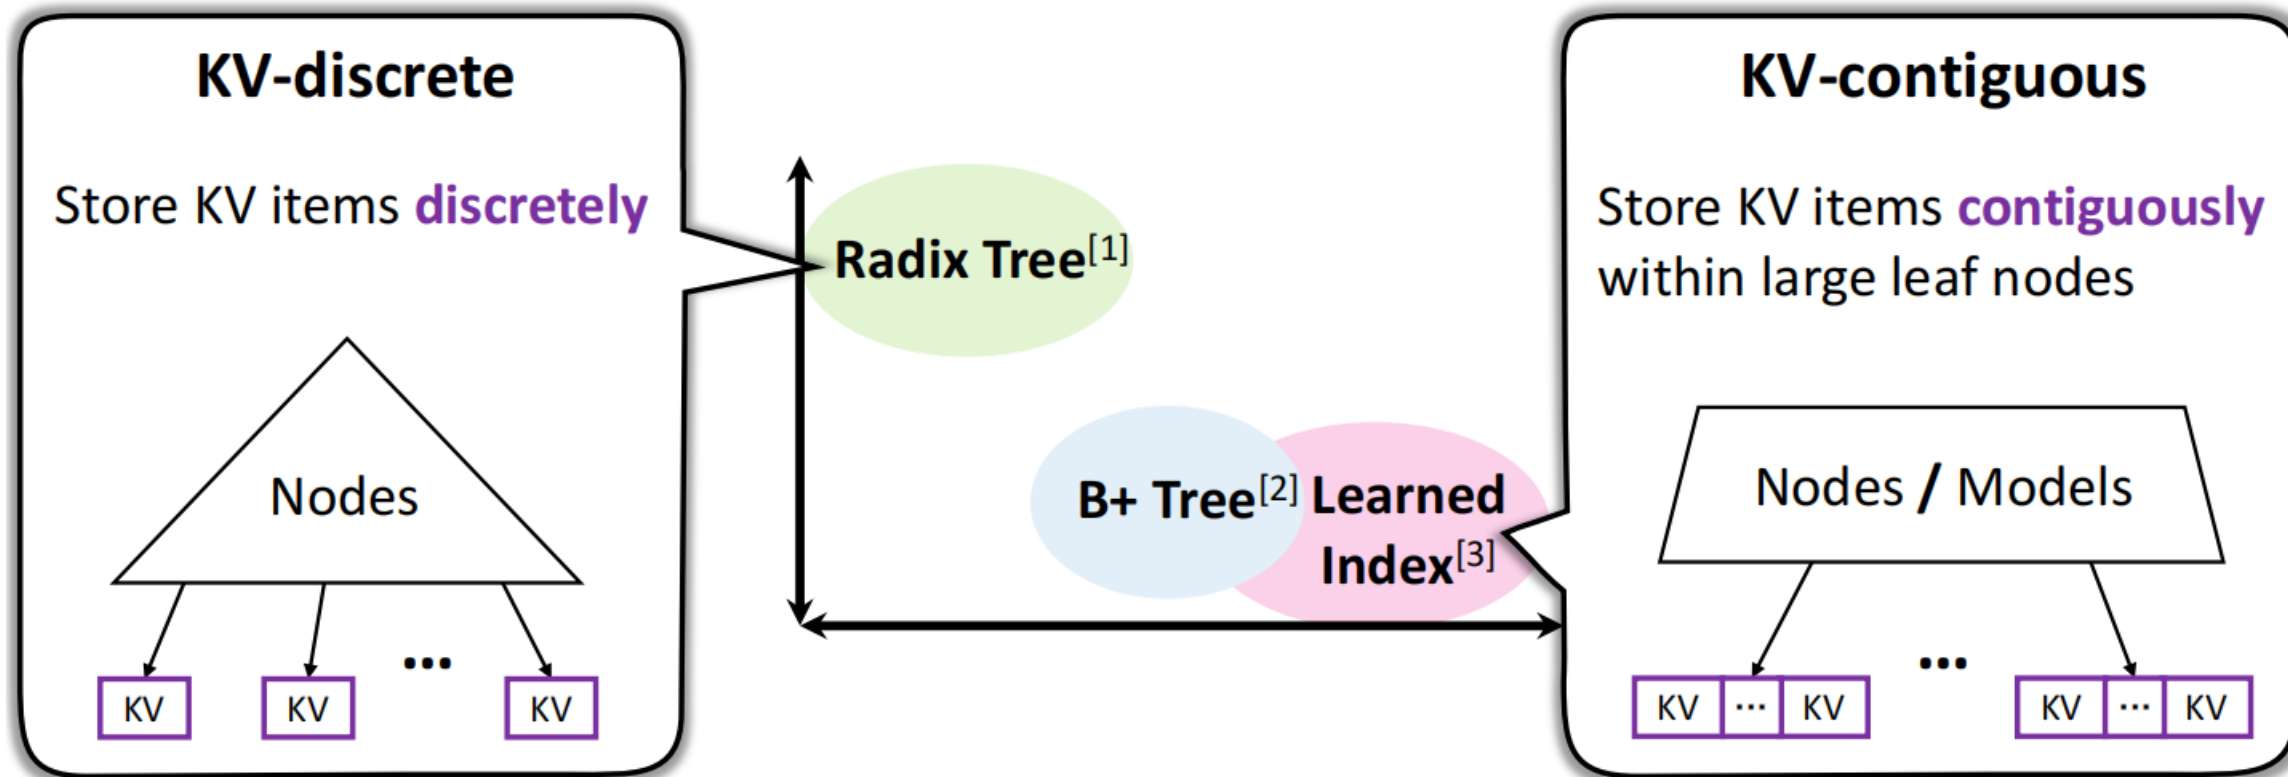 KV-discrete
Store KV items discretely
Nodes
...
KV
KV
KV
Radix Tree[1]
B+ Tree[2]
Learned
Index[3]
KV-contiguous
Store KV items contiguously
within large leaf nodes
Nodes / Models
...
KV ... KV
KV ... KV